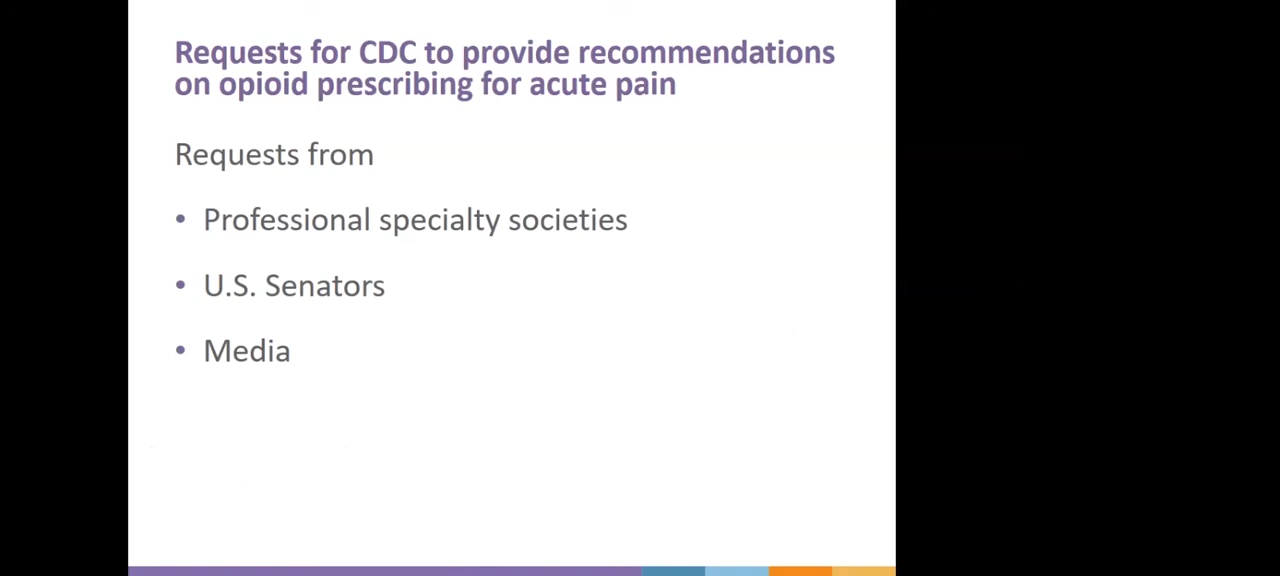 Requests for CDC to provide recommendations
on opioid prescribing for acute pain
Requests from
• Professional specialty societies
• U.S. Senators
• Media